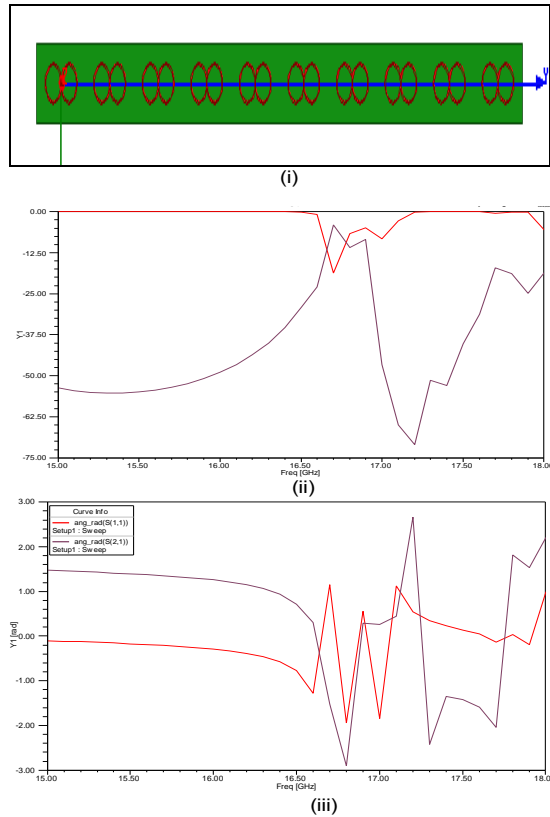 Y
(i)
0.00
-12.50
-25.00
-37.50
-50.00
-62.50
-75.00
Y1
15.00
15.50
16.00
16.50
17.00
17.50
18.00
Freq [GHz]
(ii)
Curve Info
ang_rad(S(1,1))
Setup1 : Sweep
ang_rad(S(2,1))
Setup1 : Sweep
3.00
2.00
1.00
-0.00
-1.00
-2.00
-3.00
Y1 [rad]
15.00
15.50
16.00
16.50
17.00
17.50
18.00
Freq [GHz]
(iii)